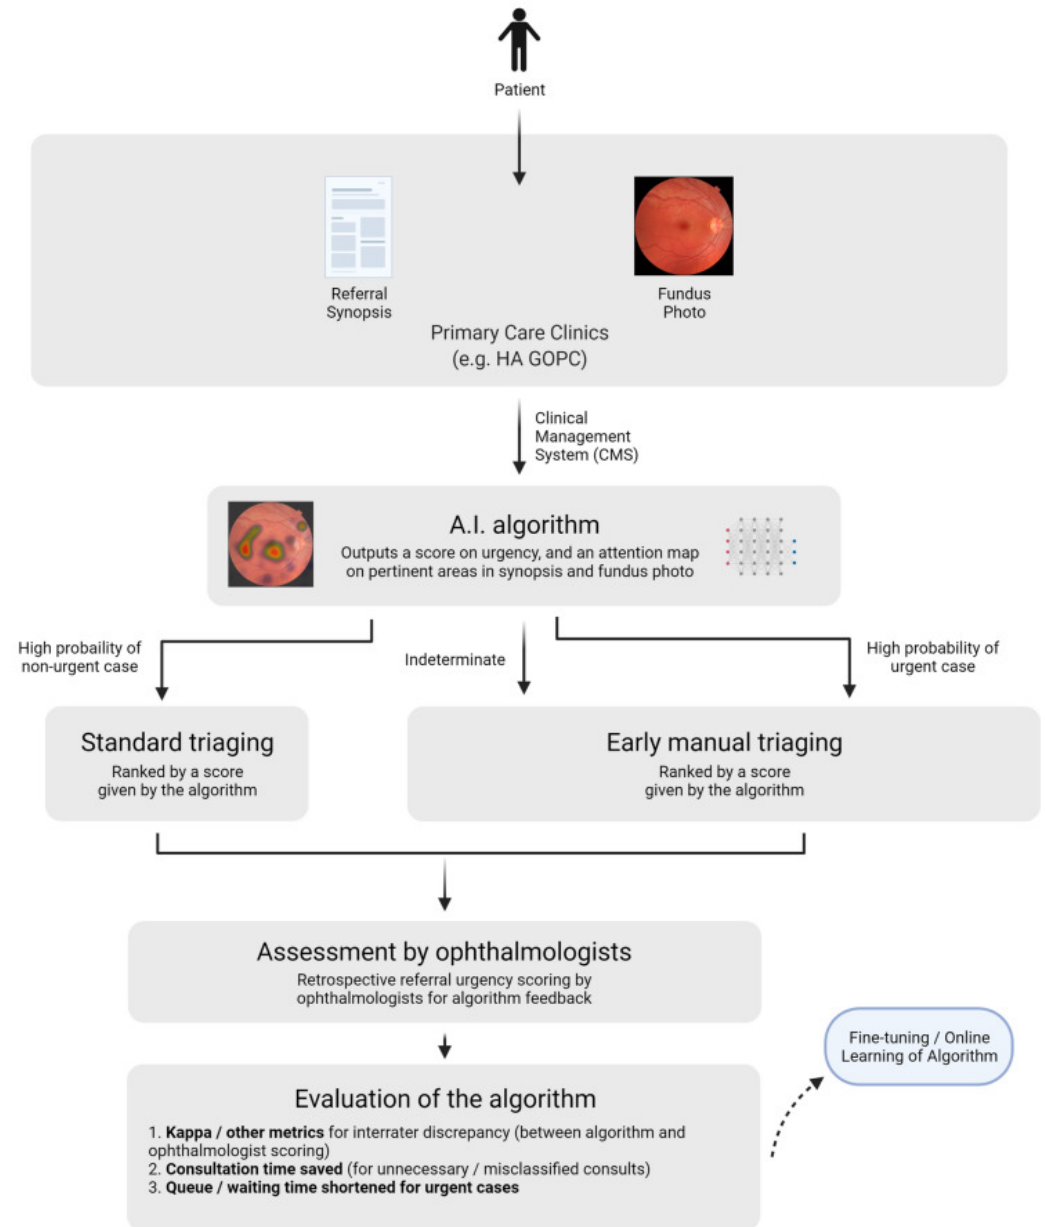 Patient
Referral
Synopsis
Fundus
Photo
Primary Care Clinics
(e.g. HA GOPC)
Clinical
Management
System (CMS)
A.I. algorithm
Outputs a score on urgency, and an attention map
on pertinent areas in synopsis and fundus photo
High probaility of
non-urgent case
Indeterminate
High probability of
urgent case
Standard triaging
Ranked by a score
given by the algorithm
Early manual triaging
Ranked by a score
given by the algorithm
Assessment by ophthalmologists
Retrospective referral urgency scoring by
ophthalmologists for algorithm feedback
Fine-tuning / Online
Learning of Algorithm
Evaluation of the algorithm
1. Kappa / other metrics for interrater discrepancy (between algorithm and
ophthalmologist scoring)
2. Consultation time saved (for unnecessary / misclassified consults)
3. Queue / waiting time shortened for urgent cases